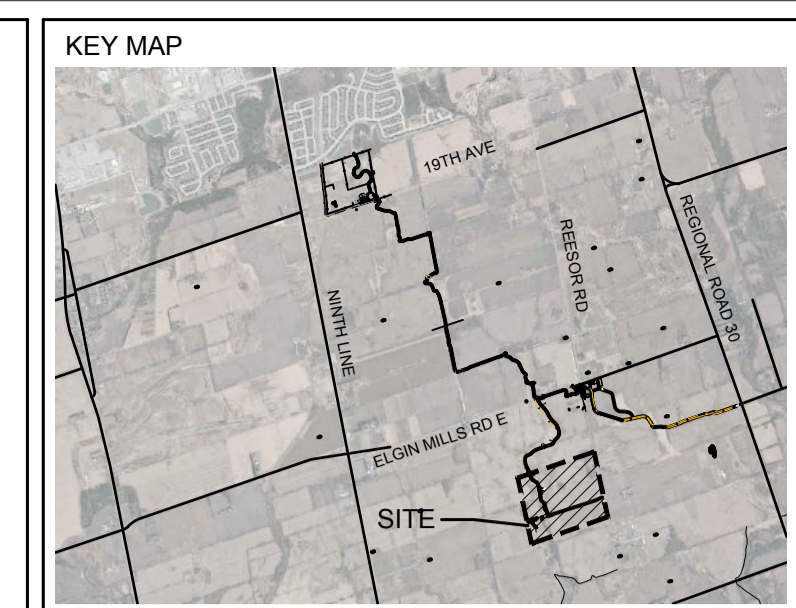 KEY MAP
19TH AVE
REESOR RD
REGIONAL ROAD 30
NINTH LINE
ELGIN MILLS RD E
SITE